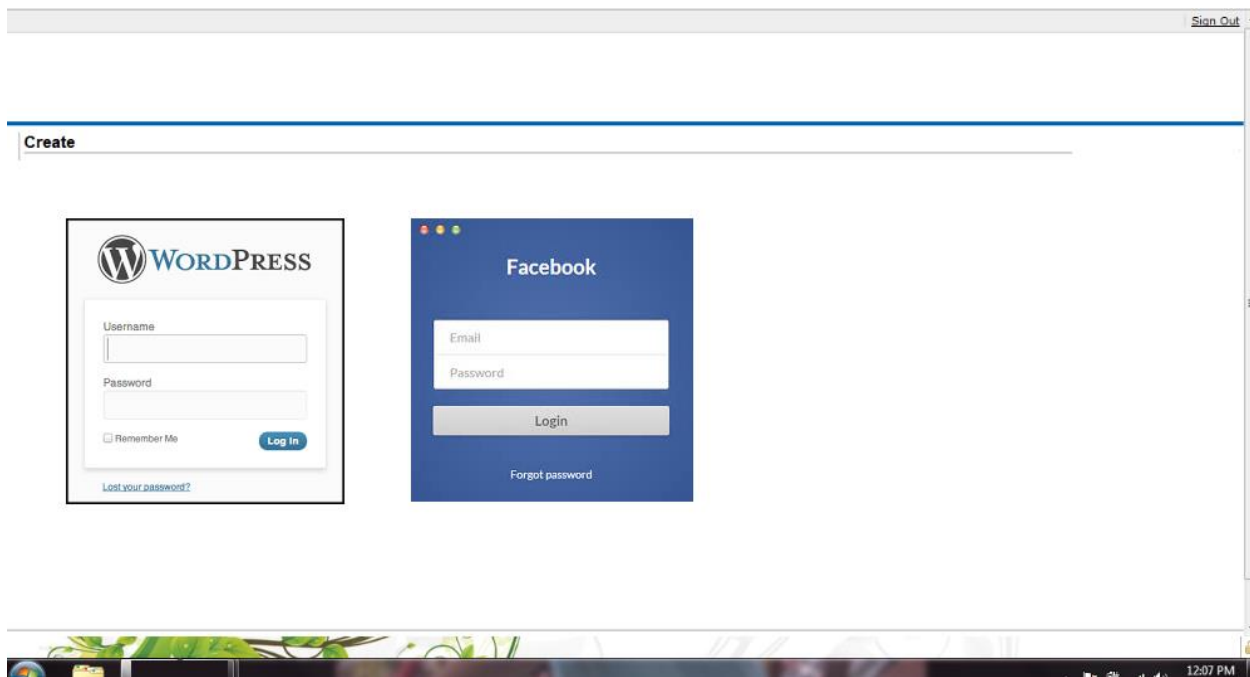 Sign Out
Create
WORDPRESS
Username
Password
Remember Me
Log In
Lost your password?
Facebook
Email
Password
Login
Forgot password
12:07 PM